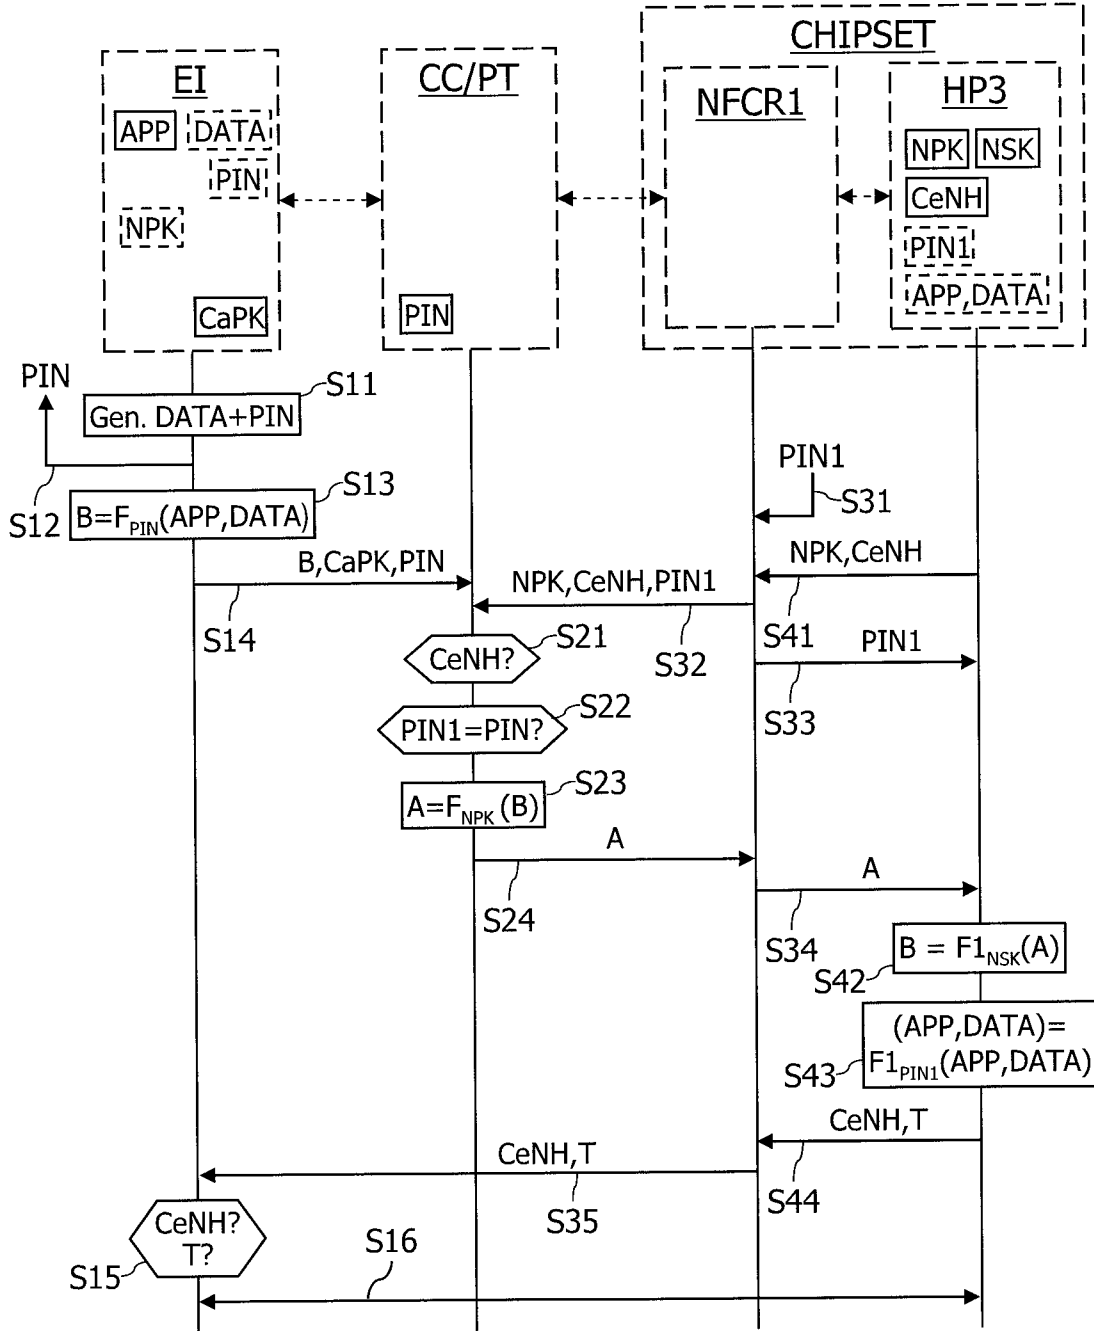 CHIPSET
EI
CC/PT
NFCR1
HP3
APP
DATA
PIN
NPK
CaPK
PIN
NPK
NSK
CeNH
PIN1
APP,DATA
PIN
S11
Gen. DATA+PIN
S12
S13
B=FPIN(APP,DATA)
PIN1
S31
B,CaPK,PIN
S14
NPK,CeNH
S41
NPK,CeNH,PIN1
S32
CeNH?
S21
PIN1
S33
PIN1=PIN?
S22
A=FNPK (B)
S23
A
S24
A
S34
B = F1NSK(A)
S42
(APP,DATA)=
F1PIN1(APP,DATA)
S43
CeNH,T
S44
CeNH,T
S35
CeNH?
T?
S15
S16